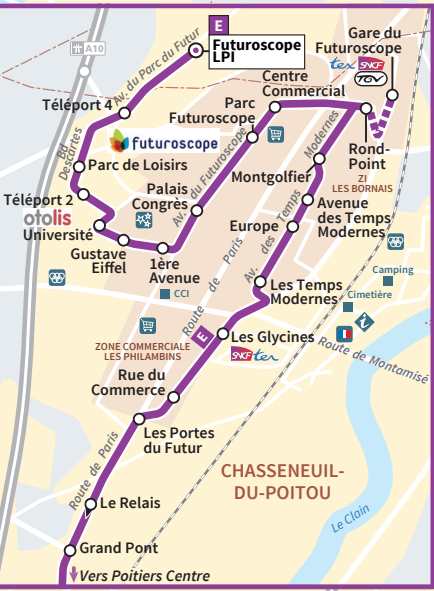 E
Futuroscope
LPI
Gare du
Futuroscope
ter SNCF
TGV
A10
Av. du Parc du Futur
Téléport 4
Centre
Commercial
Parc
Futuroscope
futuroscope
Bd
Descartes
Parc de Loisirs
Rond-
Point
ZI
LES BORNAIS
Montgolfier
Av. des Temps Modernes
Avenue
des Temps
Modernes
Palais
Congrès
Av. du Futuroscope
Téléport 2
otolis
Université
Gustave
Eiffel
1ère
Avenue
CCI
Europe
Route de Paris
Camping
Cimetière
Les Temps
Modernes
ZONE COMMERCIALE
LES PHILAMBINS
E
Les Glycines
SNCF ter
i
Route de Montamisé
Rue du
Commerce
Les Portes
du Futur
Route de Paris
CHASSENEUIL-
DU-POITOU
Le Relais
Le Clain
Grand Pont
Vers Poitiers Centre